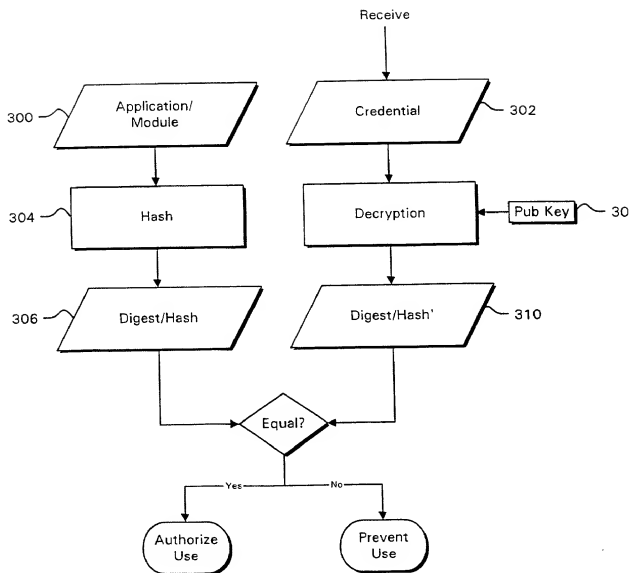 Receive
300
Application/
Module
Credential
302
304
Hash
Decryption
Pub Key
30
306
Digest/Hash
Digest/Hash'
310
Equal?
Yes
No
Authorize
Use
Prevent
Use